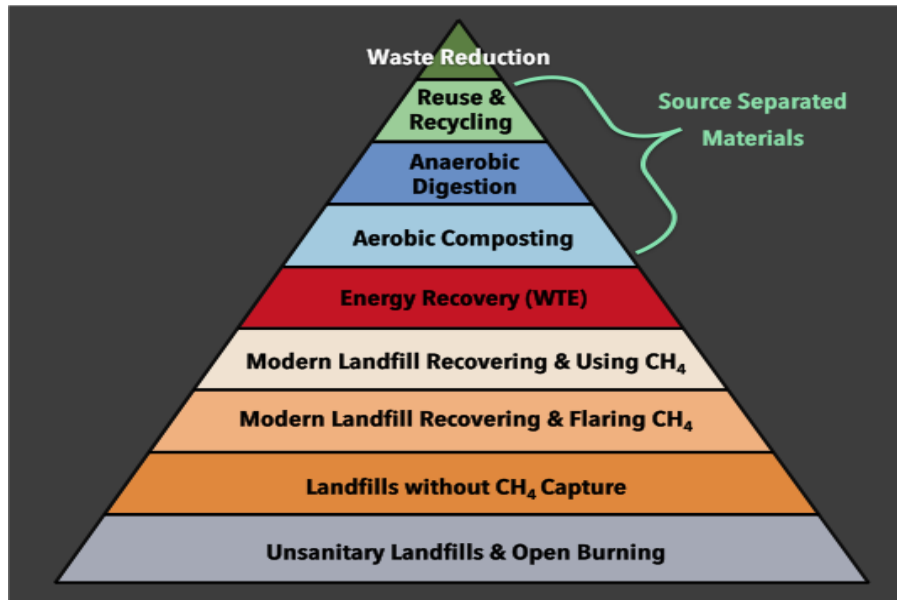 Waste Reduction
Reuse &
Recycling
Source Separated
Materials
Anaerobic
Digestion
Aerobic Composting
Energy Recovery (WTE)
Modern Landfill Recovering & Using CH₄
Modern Landfill Recovering & Flaring CH₄
Landfills without CH₄ Capture
Unsanitary Landfills & Open Burning